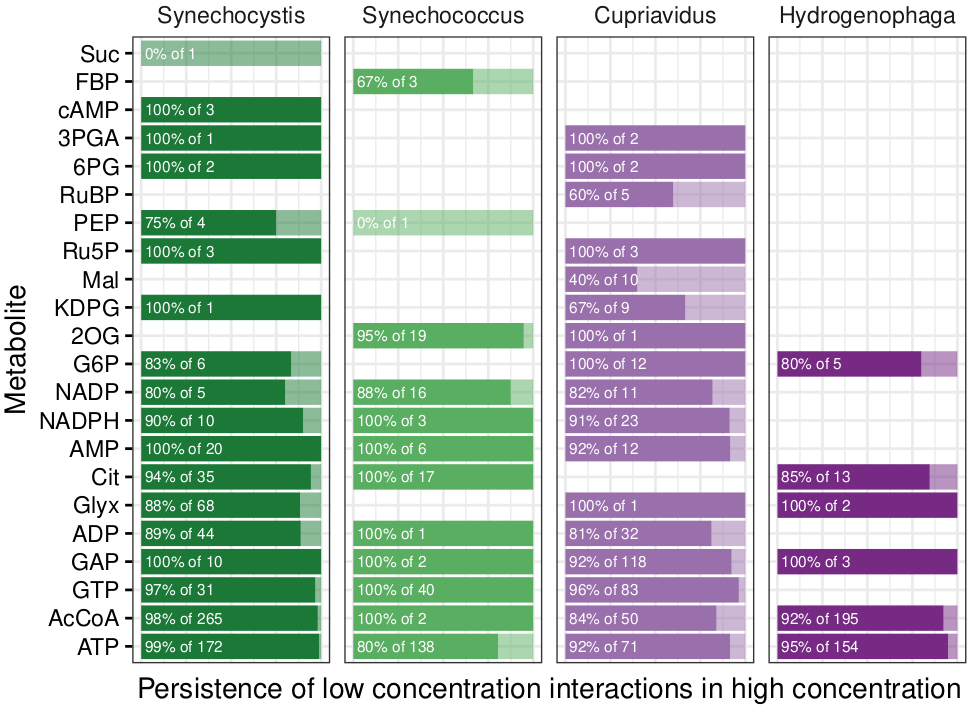 Synechocystis Synechococcus Cupriavidus Hydrogenophaga
Suc 0% of 1
FBP 67% of 3
cAMP 100% of 3
3PGA 100% of 1 100% of 2
6PG 100% of 2 100% of 2
RuBP 60% of 5
PEP 75% of 4 0% of 1
Ru5P 100% of 3 100% of 3
Mal 40% of 10
KDPG 100% of 1 67% of 9
2OG 95% of 19 100% of 1
G6P 83% of 6 100% of 12 80% of 5
NADP 80% of 5 88% of 16 82% of 11
NADPH 90% of 10 100% of 3 91% of 23
AMP 100% of 20 100% of 6 92% of 12
Cit 94% of 35 100% of 17 85% of 13
Glyx 88% of 68 100% of 1 100% of 2
ADP 89% of 44 100% of 1 81% of 32
GAP 100% of 10 100% of 2 92% of 118 100% of 3
GTP 97% of 31 100% of 40 96% of 83
AcCoA 98% of 265 100% of 2 84% of 50 92% of 195
ATP 99% of 172 80% of 138 92% of 71 95% of 154
Metabolite
Persistence of low concentration interactions in high concentration